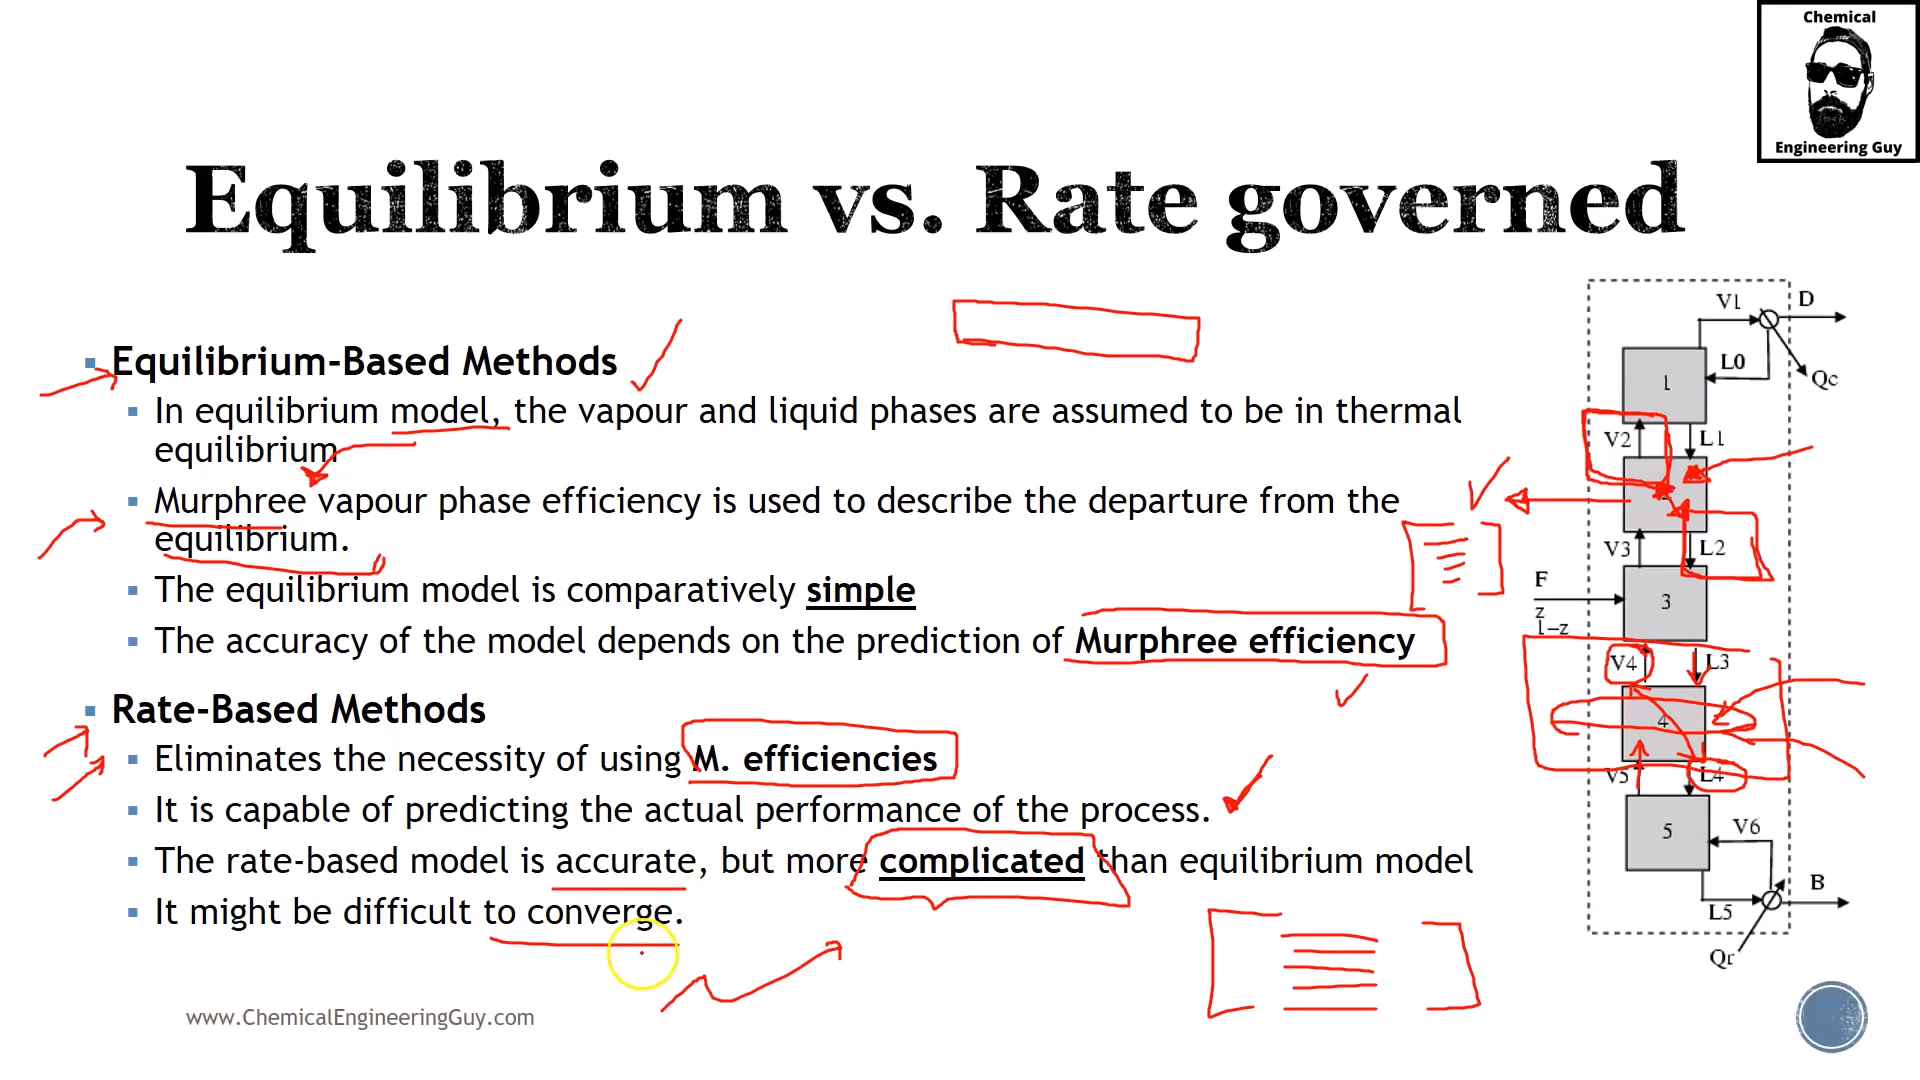 Chemical
Engineering Guy
Equilibrium vs. Rate governed
Equilibrium-Based Methods
In equilibrium model, the vapour and liquid phases are assumed to be in thermal
equilibrium
Murphree vapour phase efficiency is used to describe the departure from the
equilibrium.
The equilibrium model is comparatively simple
The accuracy of the model depends on the prediction of Murphree efficiency
Rate-Based Methods
Eliminates the necessity of using M. efficiencies
It is capable of predicting the actual performance of the process.
The rate-based model is accurate, but more complicated than equilibrium model
It might be difficult to converge.
www.ChemicalEngineeringGuy.com
V1
D
L0
Qc
1
V2
L1
V3
L2
F
z
1-z
3
V4
L3
4
V5
L4
5
V6
L5
B
Qr